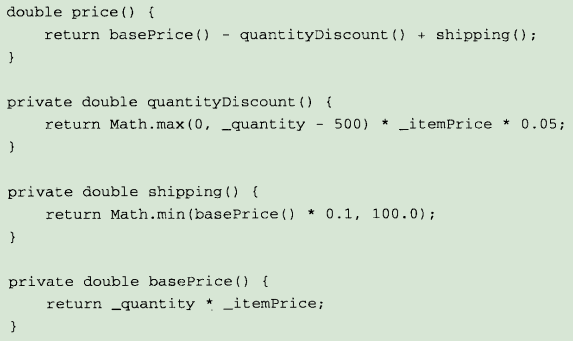 double price() {
    return basePrice() - quantityDiscount() + shipping();
}

private double quantityDiscount() {
    return Math.max(0, _quantity - 500) * _itemPrice * 0.05;
}

private double shipping() {
    return Math.min(basePrice() * 0.1, 100.0);
}

private double basePrice() {
    return _quantity * _itemPrice;
}